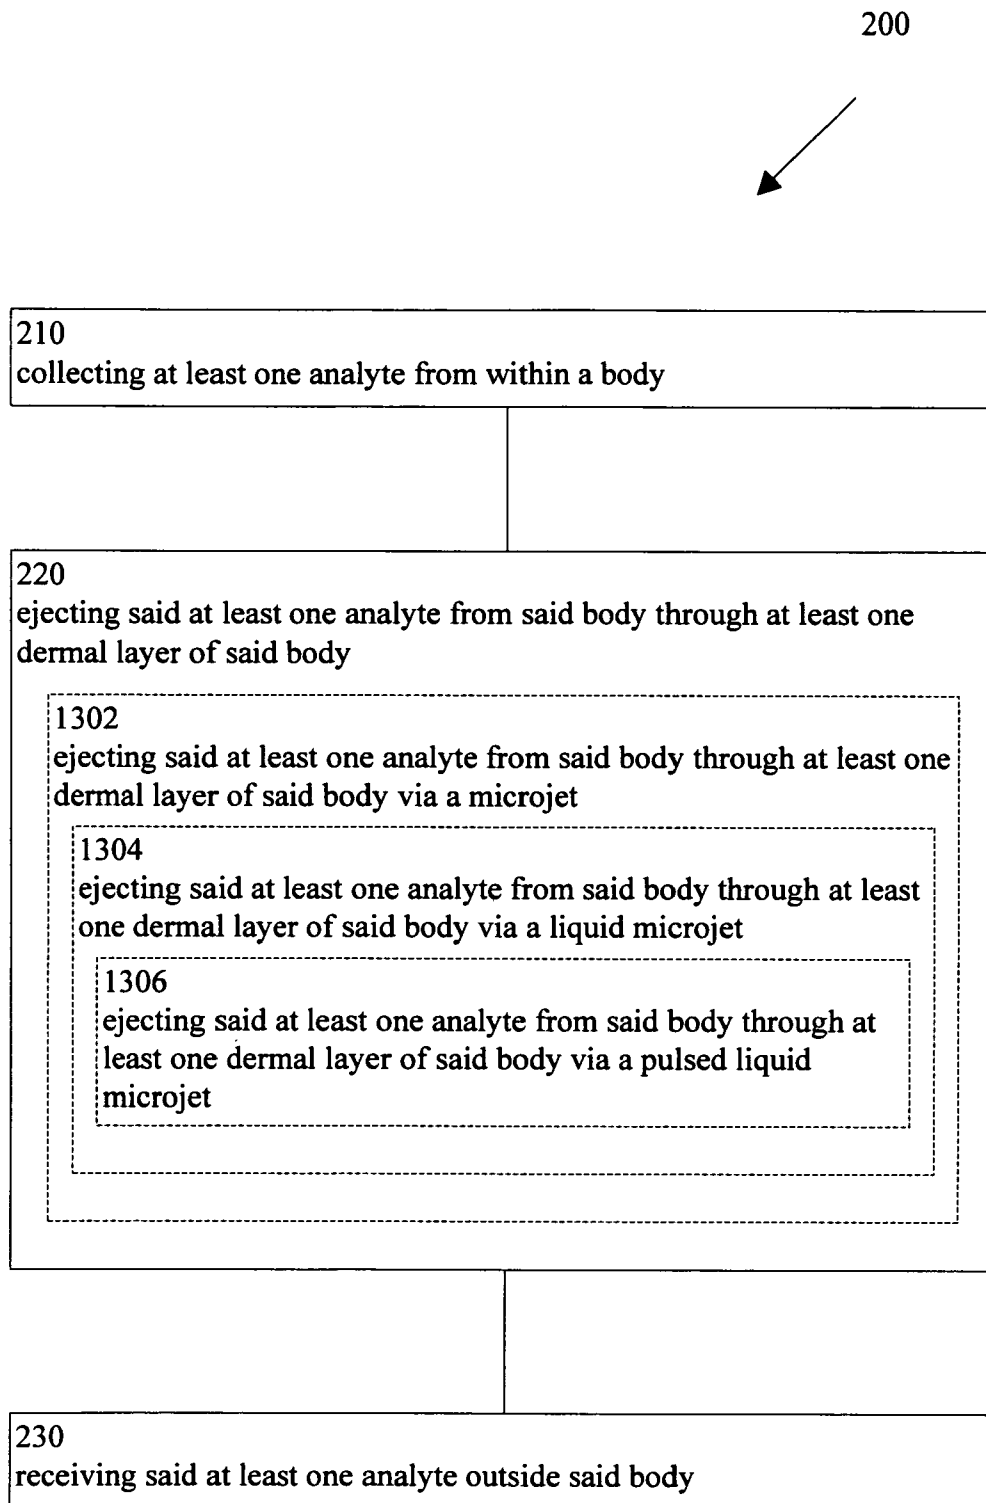 200
210
collecting at least one analyte from within a body
220
ejecting said at least one analyte from said body through at least one
dermal layer of said body
1302
ejecting said at least one analyte from said body through at least one
dermal layer of said body via a microjet
1304
ejecting said at least one analyte from said body through at least
one dermal layer of said body via a liquid microjet
1306
ejecting said at least one analyte from said body through at
least one dermal layer of said body via a pulsed liquid
microjet
230
receiving said at least one analyte outside said body